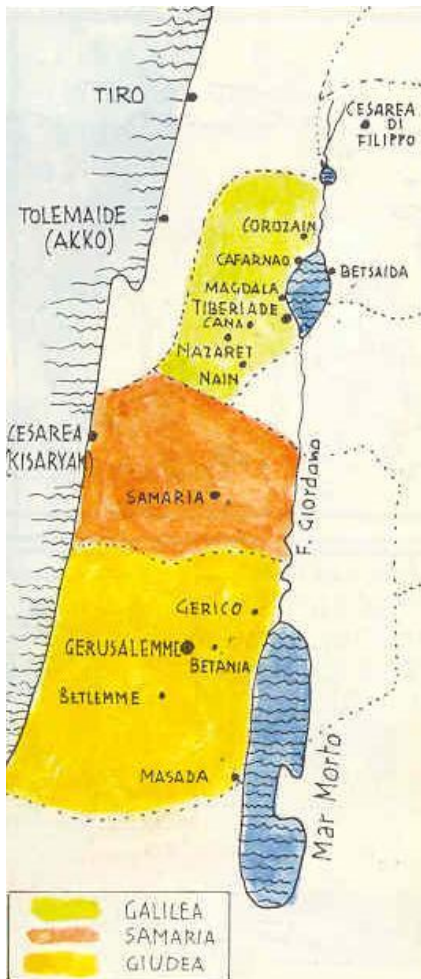 TIRO
CESAREA
DI
FILIPPO
TOLEMAIDE
(AKKO)
COROZAIN
CAFARNAO
BETSAIDA
MAGDALA
TIBERIADE
CANA
NAZARET
NAIN
CESAREA
(KISARYAK)
SAMARIA
F. Giordano
GERICO
GERUSALEMME
BETANIA
BETLEMME
MASADA
Mar Morto
GALILEA
SAMARIA
GIUDEA